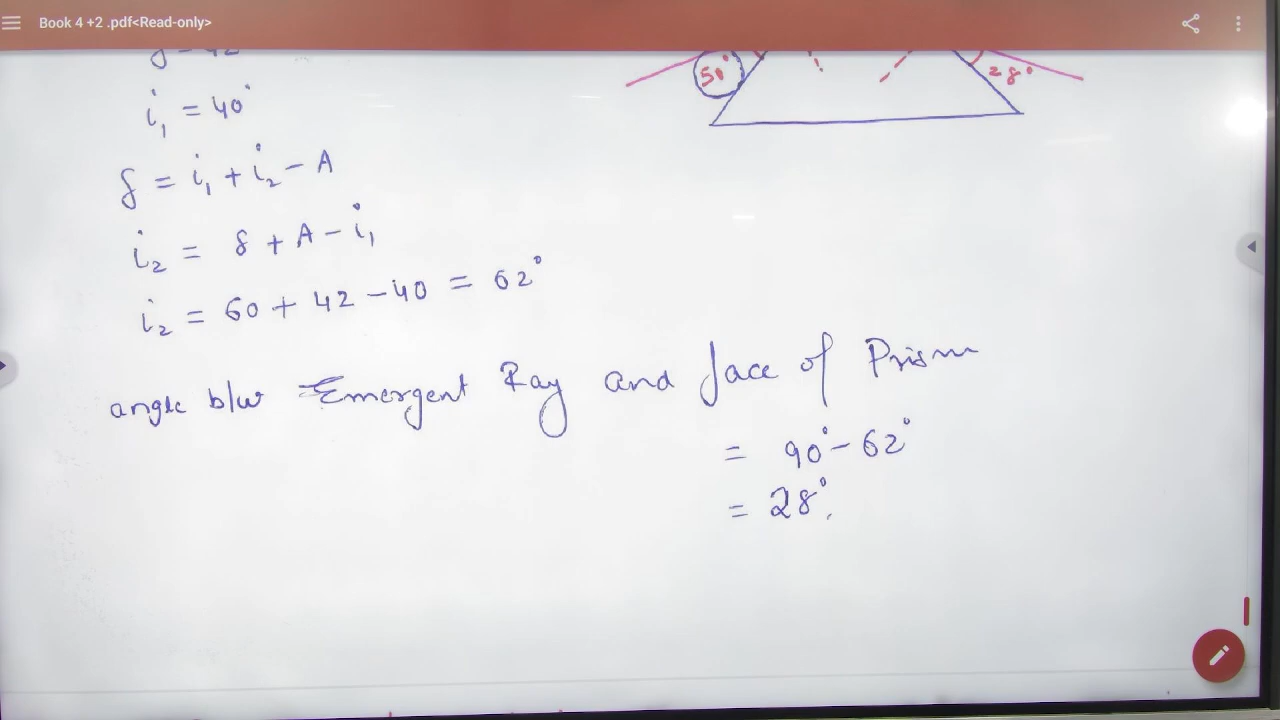 Book 4 +2 .pdf<Read-only>
50°
28°
i₁ = 40°
δ = i₁ + i₂ - A
i₂ = δ + A - i₁
i₂ = 60 + 42 - 40 = 62°
angle b/w Emergent Ray and face of Prism
= 90° - 62°
= 28°.